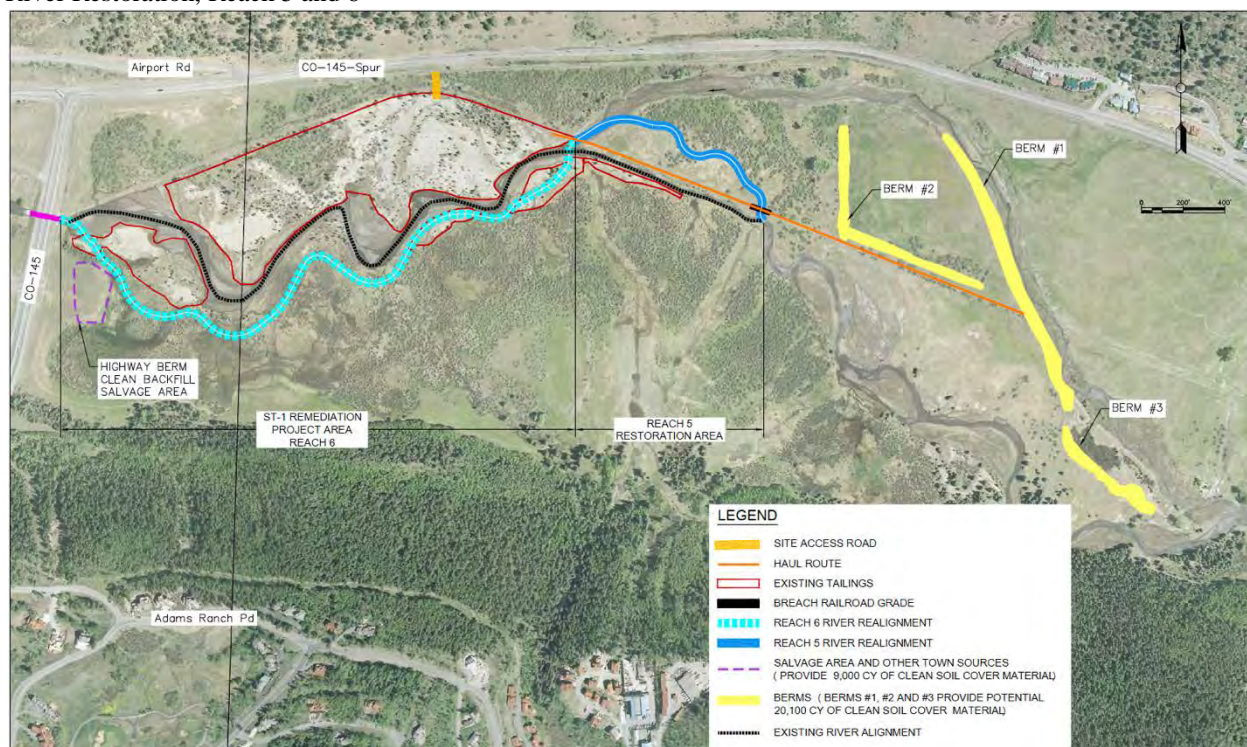 River Restoration, Reach 5 and 6
Airport Rd
CO-145-Spur
BERM #1
BERM #2
0 200' 400'
CO-145
HIGHWAY BERM
CLEAN BACKFILL
SALVAGE AREA
ST-1 REMEDIATION
PROJECT AREA
REACH 6
REACH 5
RESTORATION AREA
BERM #3
Adams Ranch Pd
LEGEND
SITE ACCESS ROAD
HAUL ROUTE
EXISTING TAILINGS
BREACH RAILROAD GRADE
REACH 6 RIVER REALIGNMENT
REACH 5 RIVER REALIGNMENT
SALVAGE AREA AND OTHER TOWN SOURCES
( PROVIDE 9,000 CY OF CLEAN SOIL COVER MATERIAL)
BERMS ( BERMS #1, #2 AND #3 PROVIDE POTENTIAL
20,100 CY OF CLEAN SOIL COVER MATERIAL)
EXISTING RIVER ALIGNMENT